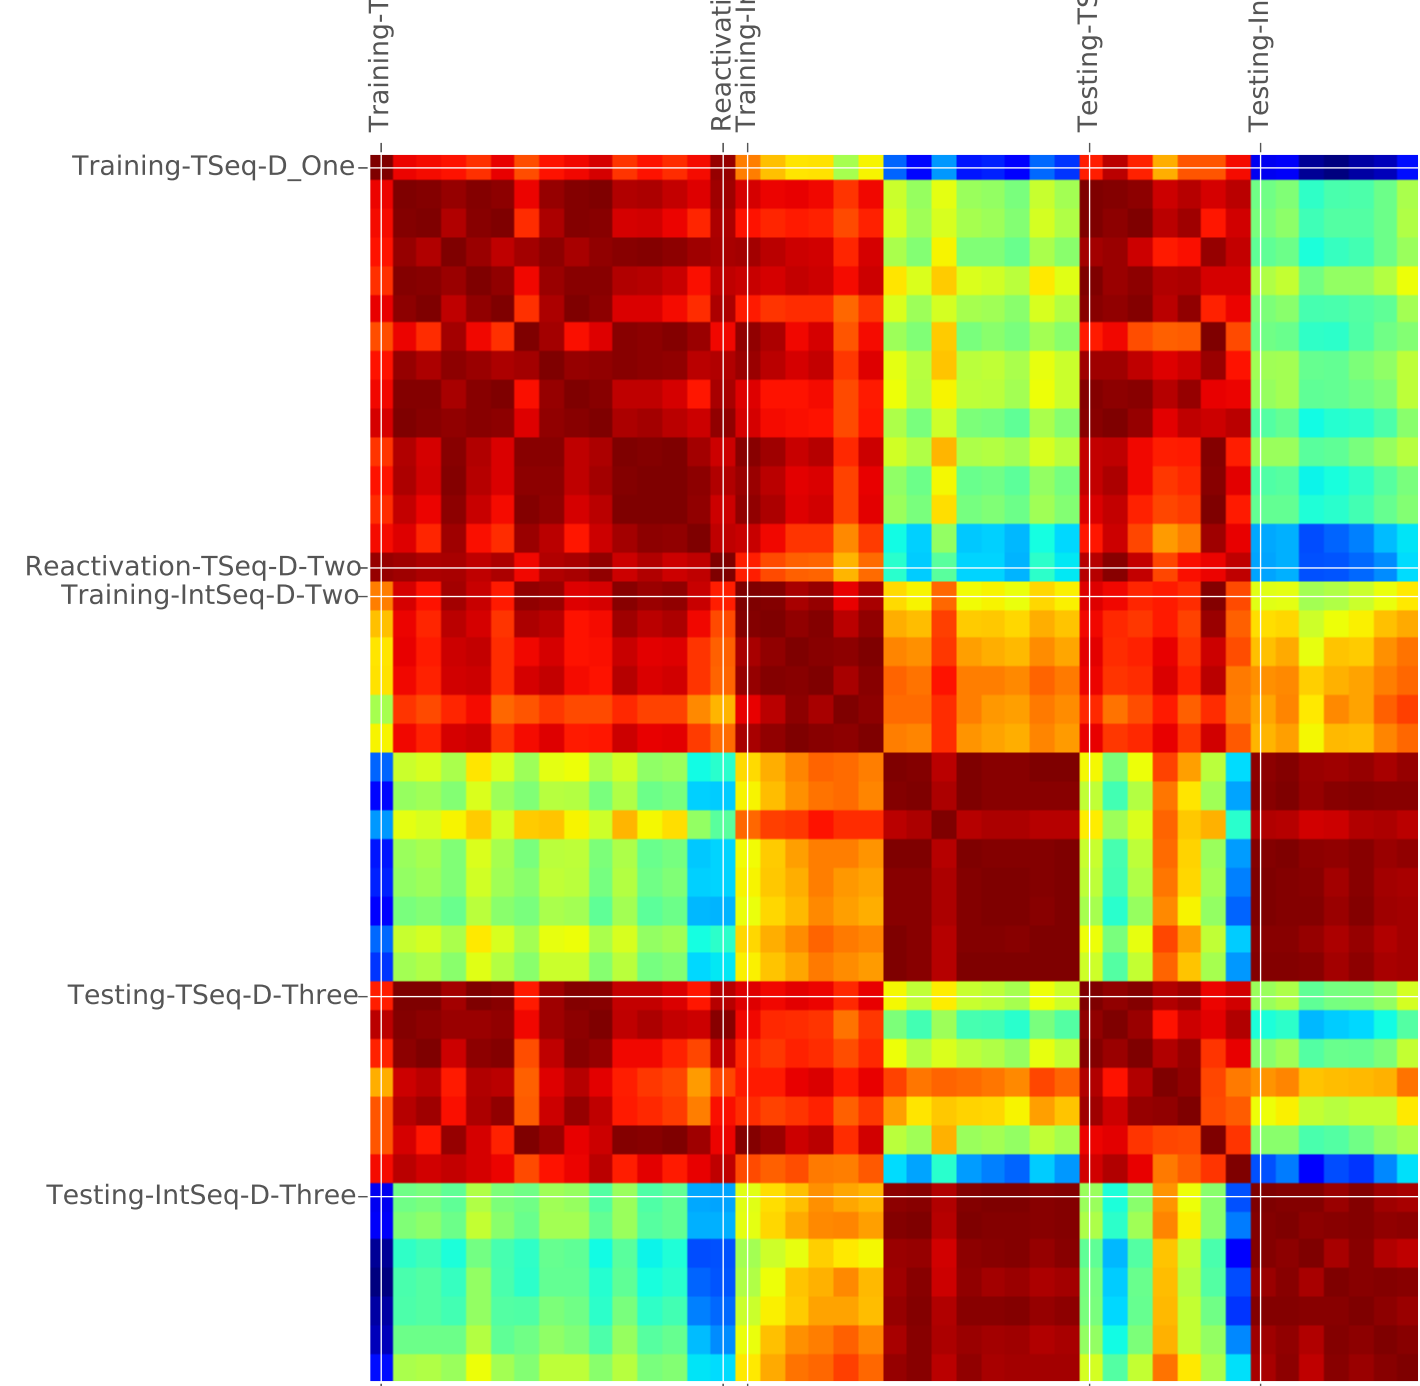 Training-T
Reactivati
Training-I
Testing-TS
Testing-In
Training-TSeq-D_One
Reactivation-TSeq-D-Two
Training-IntSeq-D-Two
Testing-TSeq-D-Three
Testing-IntSeq-D-Three